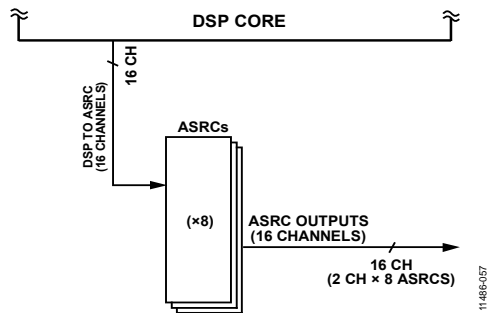 DSP CORE
16 CH
DSP TO ASRC
(16 CHANNELS)
ASRCs
(×8)
ASRC OUTPUTS
(16 CHANNELS)
16 CH
(2 CH × 8 ASRCS)
11486-057